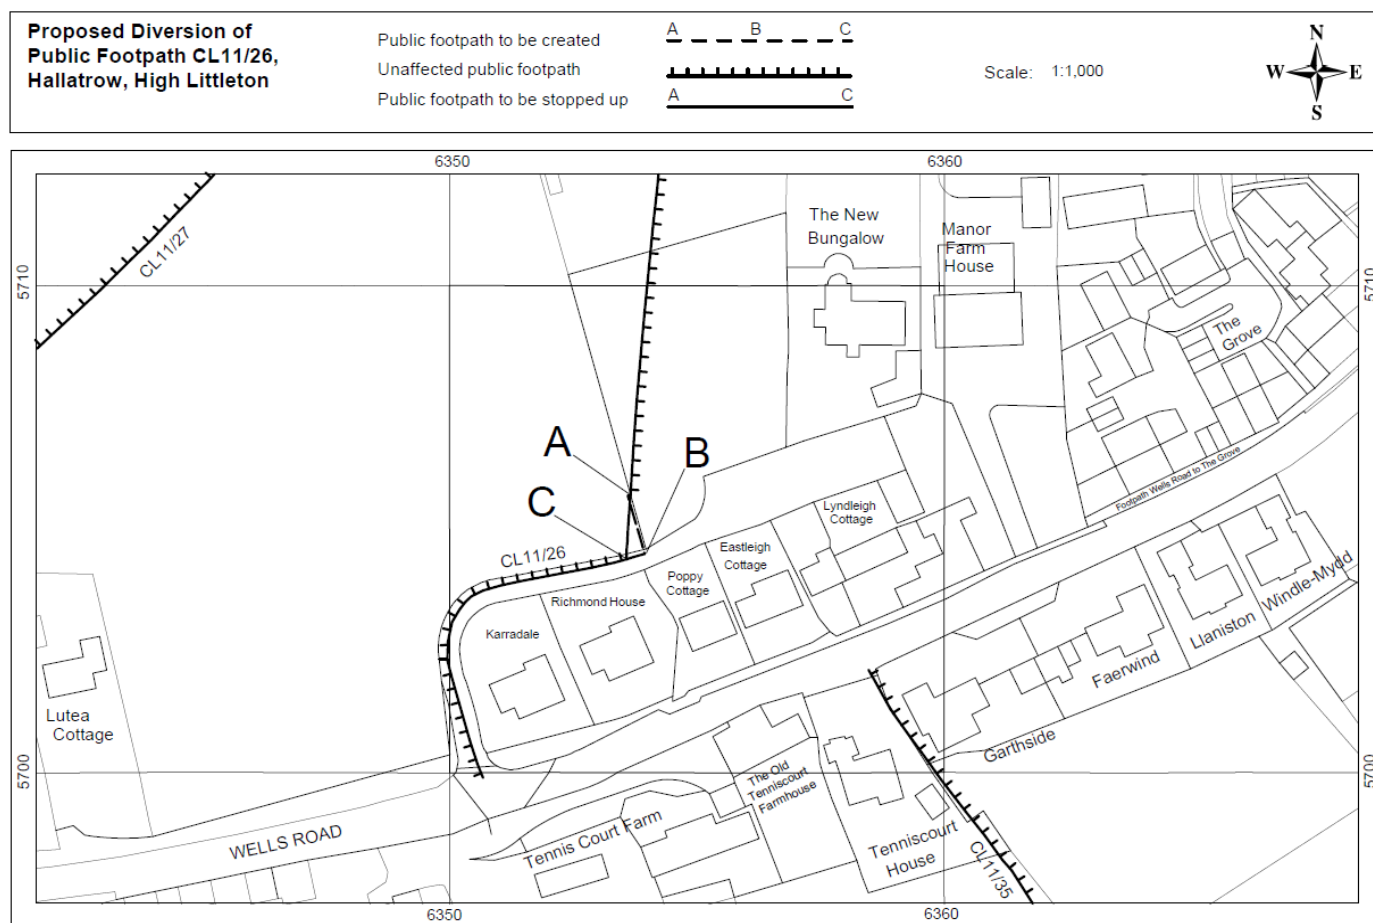 Proposed Diversion of
Public Footpath CL11/26,
Hallatrow, High Littleton
Public footpath to be created
A B C
Unaffected public footpath
Public footpath to be stopped up
A C
Scale: 1:1,000
N
W E
S
6350 6360
5710 5710
CL11/27
The New
Bungalow
Manor
Farm
House
The
Grove
A
B
C
Footpath Wells Road to The Grove
Lyndleigh
Cottage
Eastleigh
Cottage
CL11/26
Poppy
Cottage
Richmond House
Karradale
Windle-Mydd
Llaniston
Faerwind
Garthside
Lutea
Cottage
5700 5700
The Old
Tenniscourt
Farmhouse
Tennis Court Farm
WELLS ROAD
Tenniscourt
House
CL11/35
6350 6360